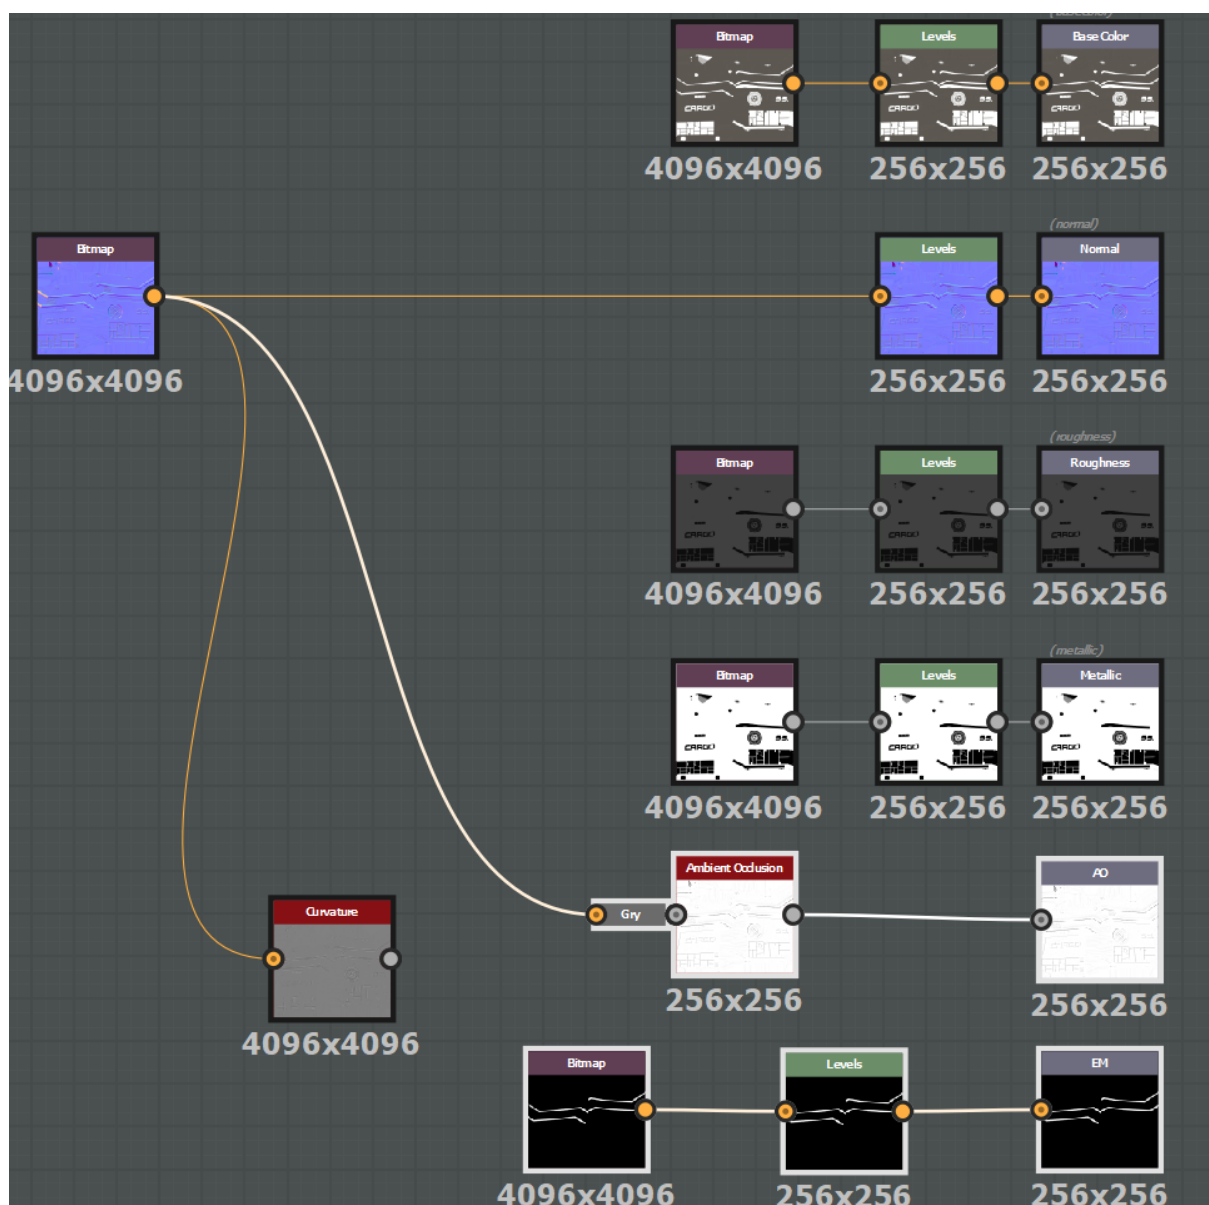 Bitmap Levels Base Color
4096x4096 256x256 256x256
(normal)
Bitmap Levels Normal
4096x4096 256x256 256x256
(roughness)
Bitmap Levels Roughness
4096x4096 256x256 256x256
(metallic)
Bitmap Levels Metallic
4096x4096 256x256 256x256
Ambient Occlusion AO
Curvature Gry
256x256 256x256
4096x4096
Bitmap Levels EM
4096x4096 256x256 256x256